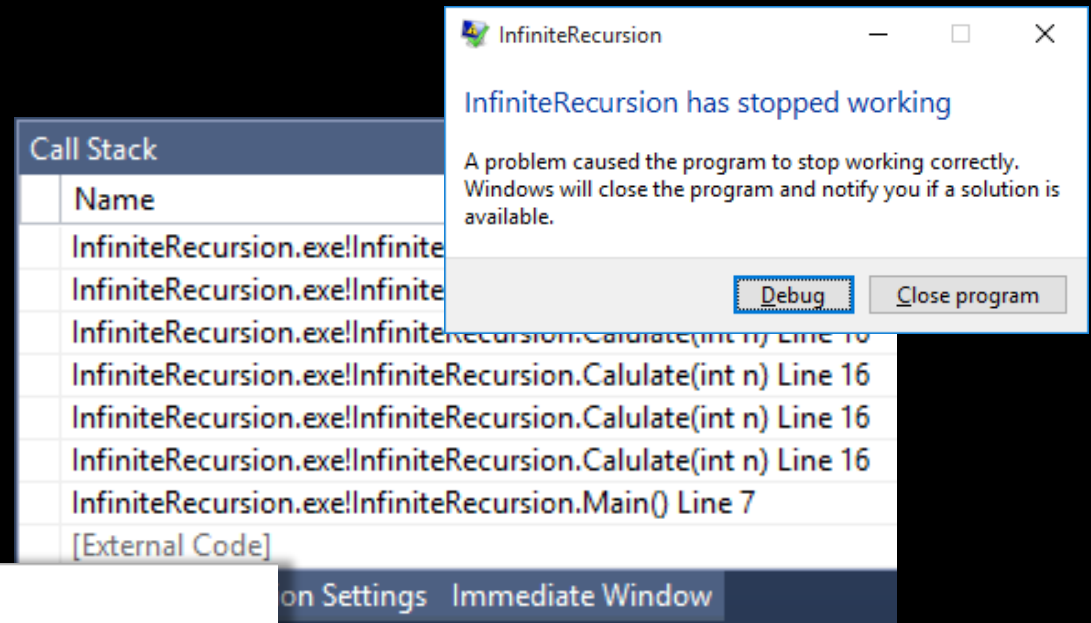 InfiniteRecursion
InfiniteRecursion has stopped working
A problem caused the program to stop working correctly.
Windows will close the program and notify you if a solution is
available.
Debug Close program
Call Stack
Name
InfiniteRecursion.exe!Infinite
InfiniteRecursion.exe!Infinite
InfiniteRecursion.exe!InfiniteRecursion.Calulate(int n) Line 16
InfiniteRecursion.exe!InfiniteRecursion.Calulate(int n) Line 16
InfiniteRecursion.exe!InfiniteRecursion.Calulate(int n) Line 16
InfiniteRecursion.exe!InfiniteRecursion.Calulate(int n) Line 16
InfiniteRecursion.exe!InfiniteRecursion.Main() Line 7
[External Code]
on Settings Immediate Window